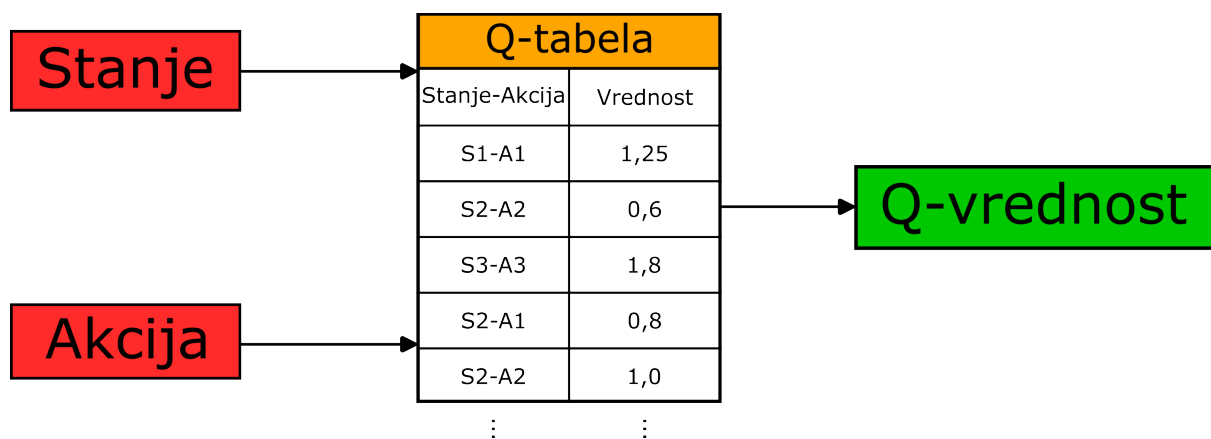 Stanje
Akcija
Q-tabela
Stanje-Akcija Vrednost
S1-A1 1,25
S2-A2 0,6
S3-A3 1,8
S2-A1 0,8
S2-A2 1,0
⋮ ⋮
Q-vrednost